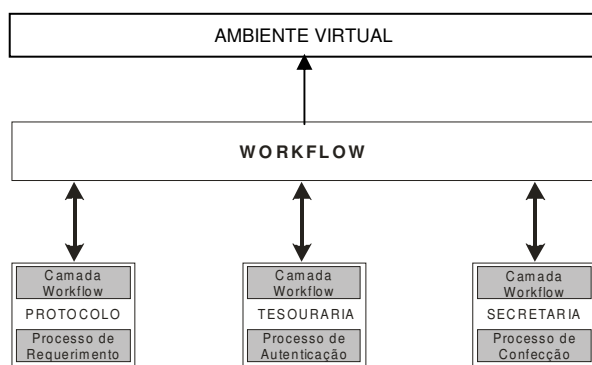 AMBIENTE VIRTUAL
WORKFLOW
Camada
Workflow
PROTOCOLO
Processo de
Requerimento
Camada
Workflow
TESOURARIA
Processo de
Autenticação
Camada
Workflow
SECRETARIA
Processo de
Confecção